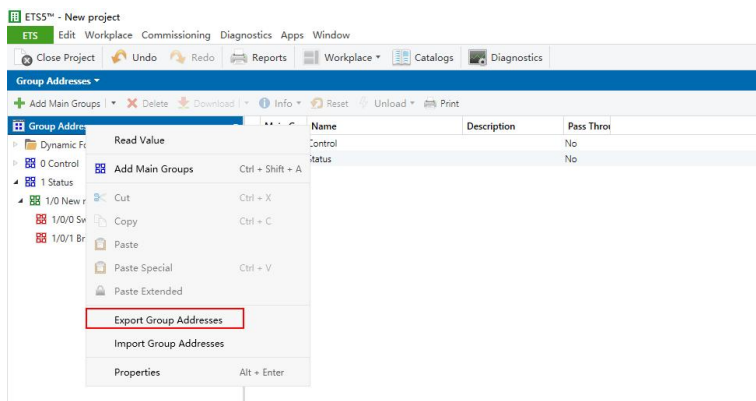 ETS5™ - New project
ETS Edit Workplace Commissioning Diagnostics Apps Window
Close Project Undo Redo Reports Workplace Catalogs Diagnostics
Group Addresses
Add Main Groups Delete Download Info Reset Unload Print
Group Addre Name Description Pass Throu
Dynamic Fo Read Value Control No
0 Control Add Main Groups Ctrl + Shift + A Status No
1 Status
Cut Ctrl + X
1/0 New r
Copy Ctrl + C
1/0/0 Sw
1/0/1 Br Paste
Paste Special Ctrl + V
Paste Extended
Export Group Addresses
Import Group Addresses
Properties Alt + Enter